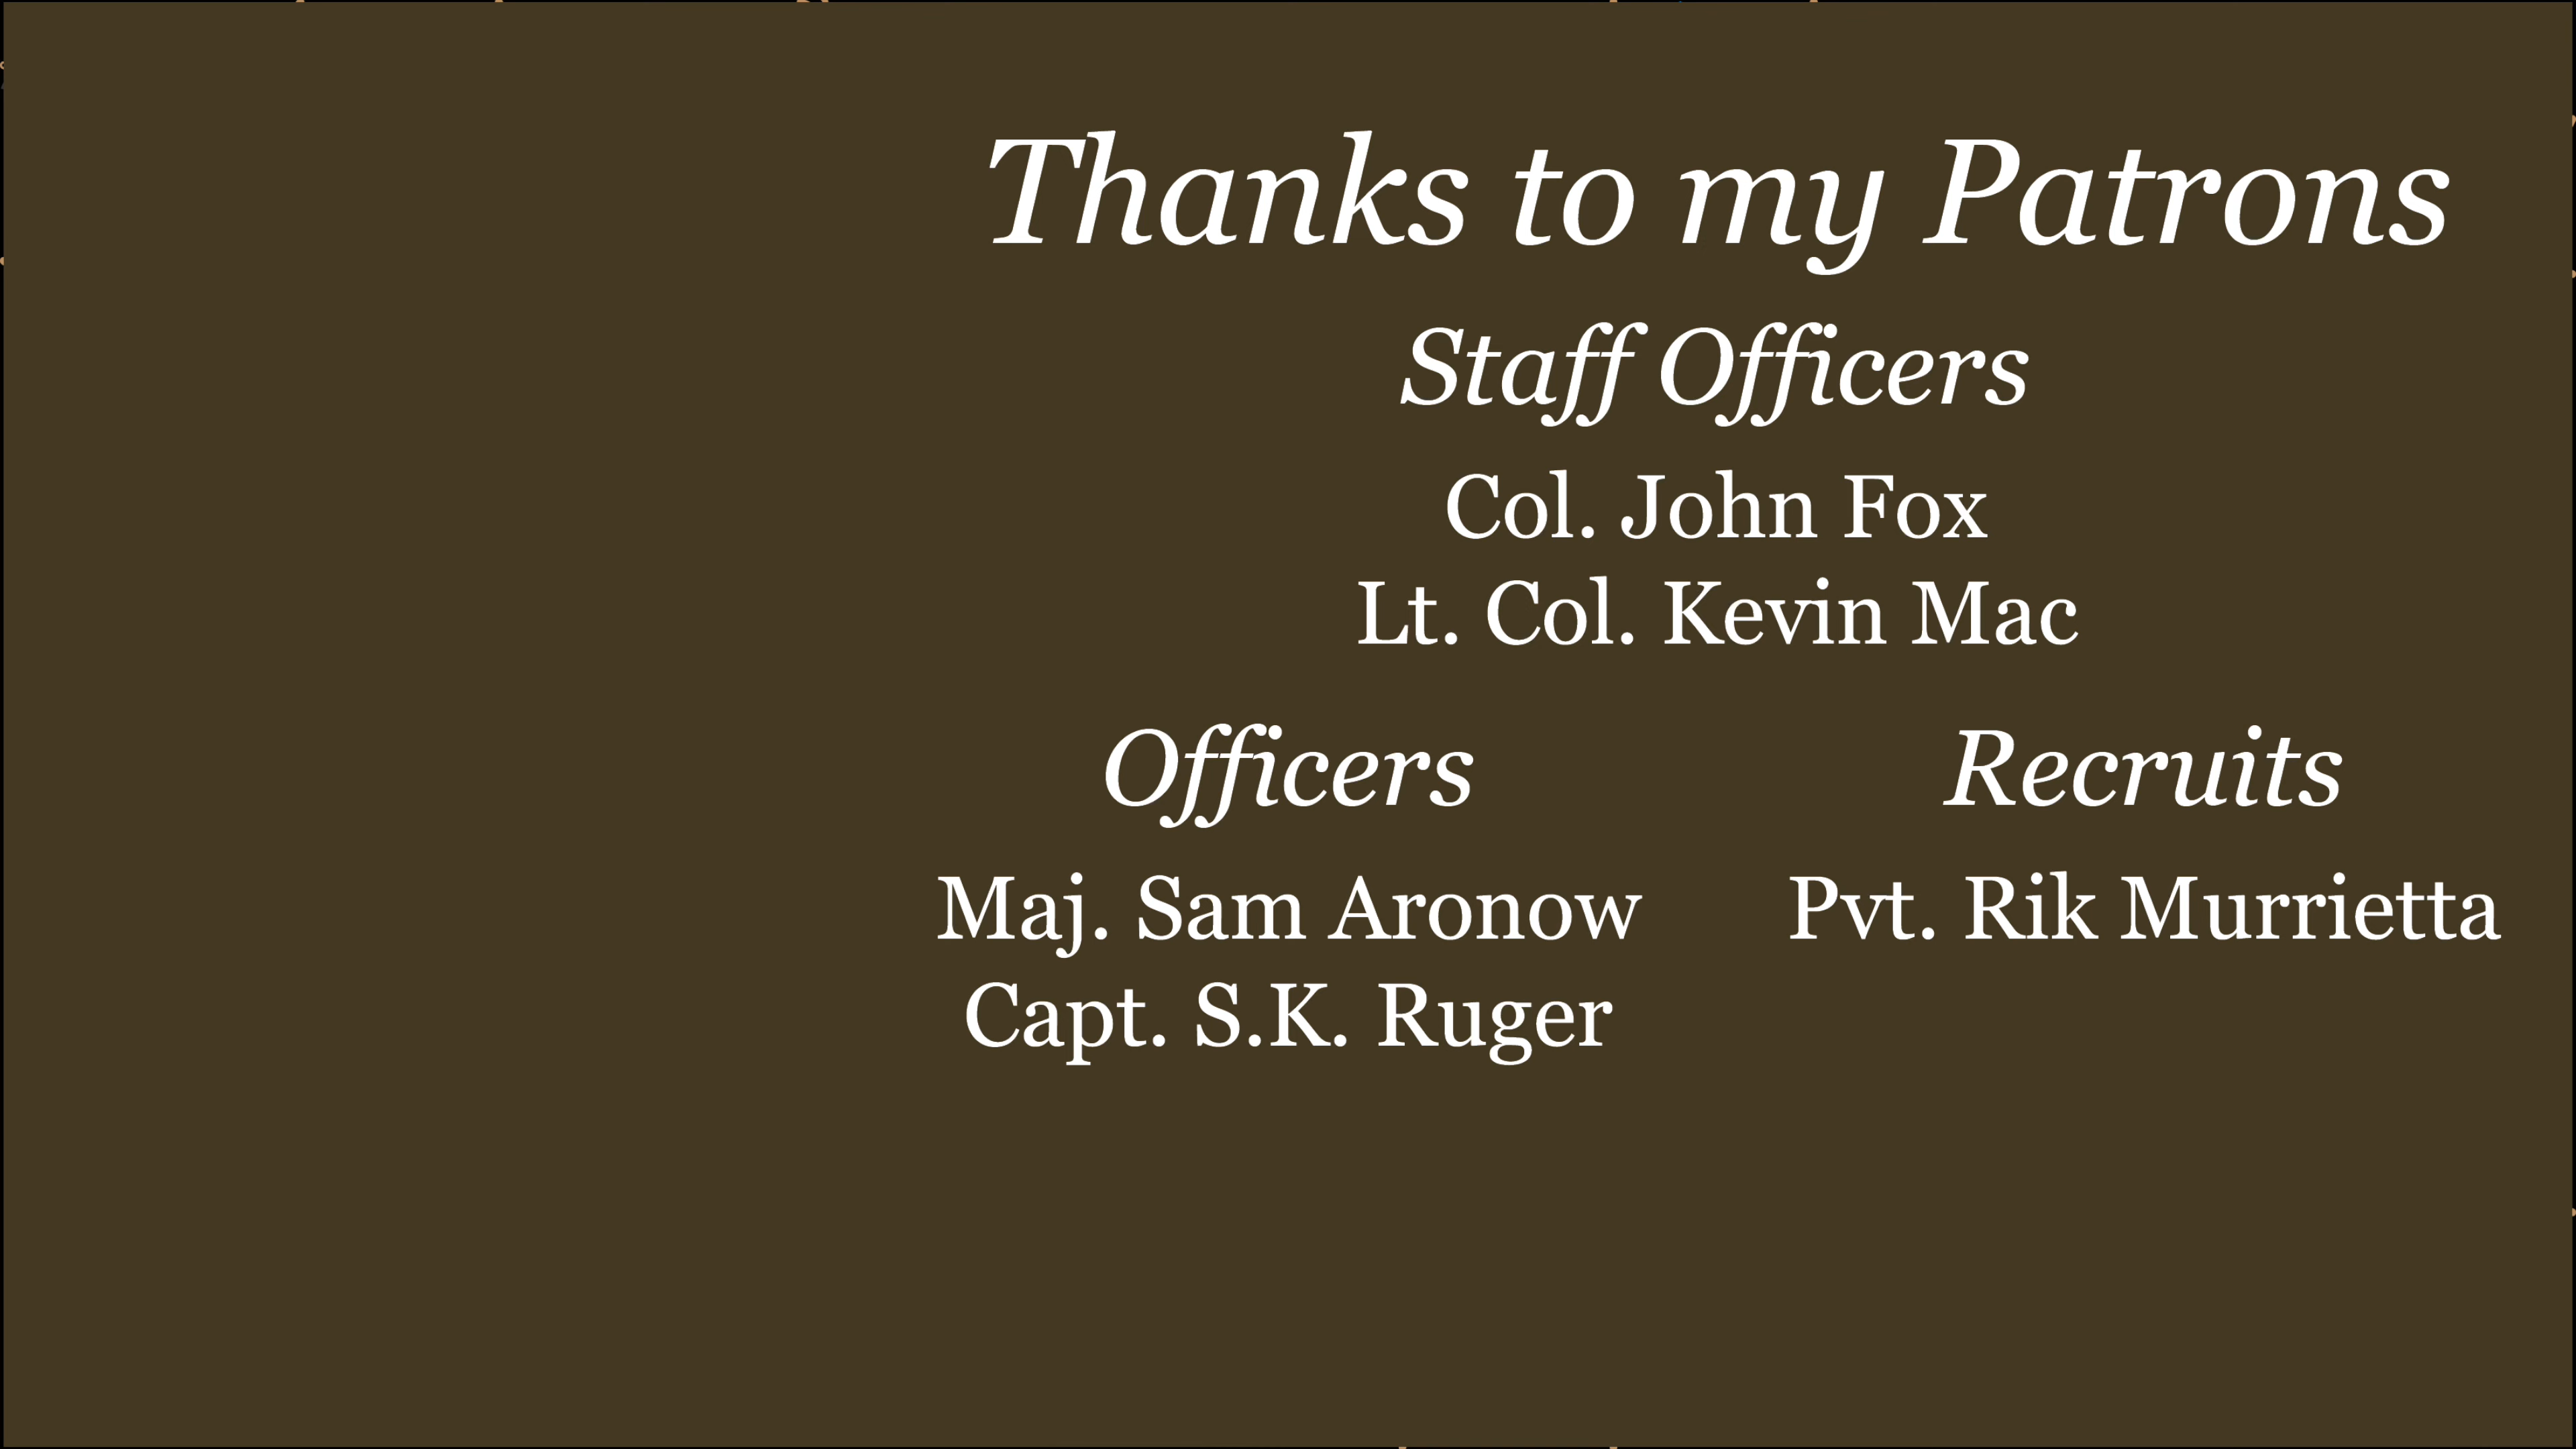 Thanks to my Patrons
Staff Officers
Col. John Fox
Lt. Col. Kevin Mac
Officers
Maj. Sam Aronow
Capt. S.K. Ruger
Recruits
Pvt. Rik Murrietta